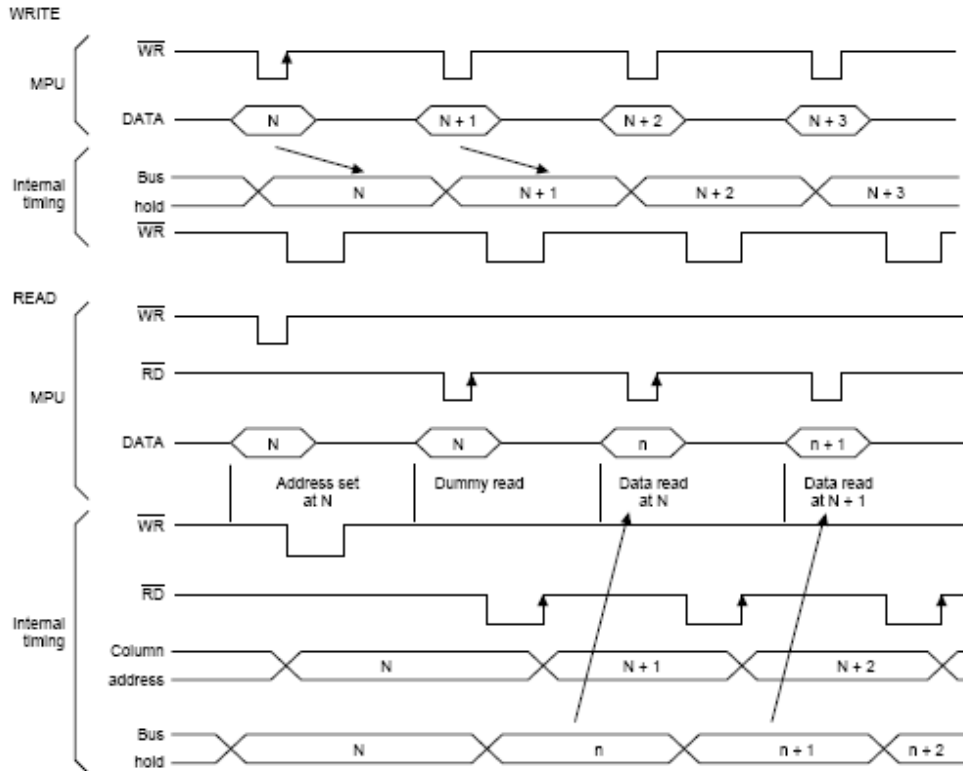 WRITE
WR
MPU
DATA N N + 1 N + 2 N + 3
Internal timing
Bus hold N N + 1 N + 2 N + 3
WR
READ
WR
RD
MPU
DATA N N n n + 1
Address set at N Dummy read Data read at N Data read at N + 1
WR
RD
Internal timing
Column address N N + 1 N + 2
Bus hold N n n + 1 n + 2